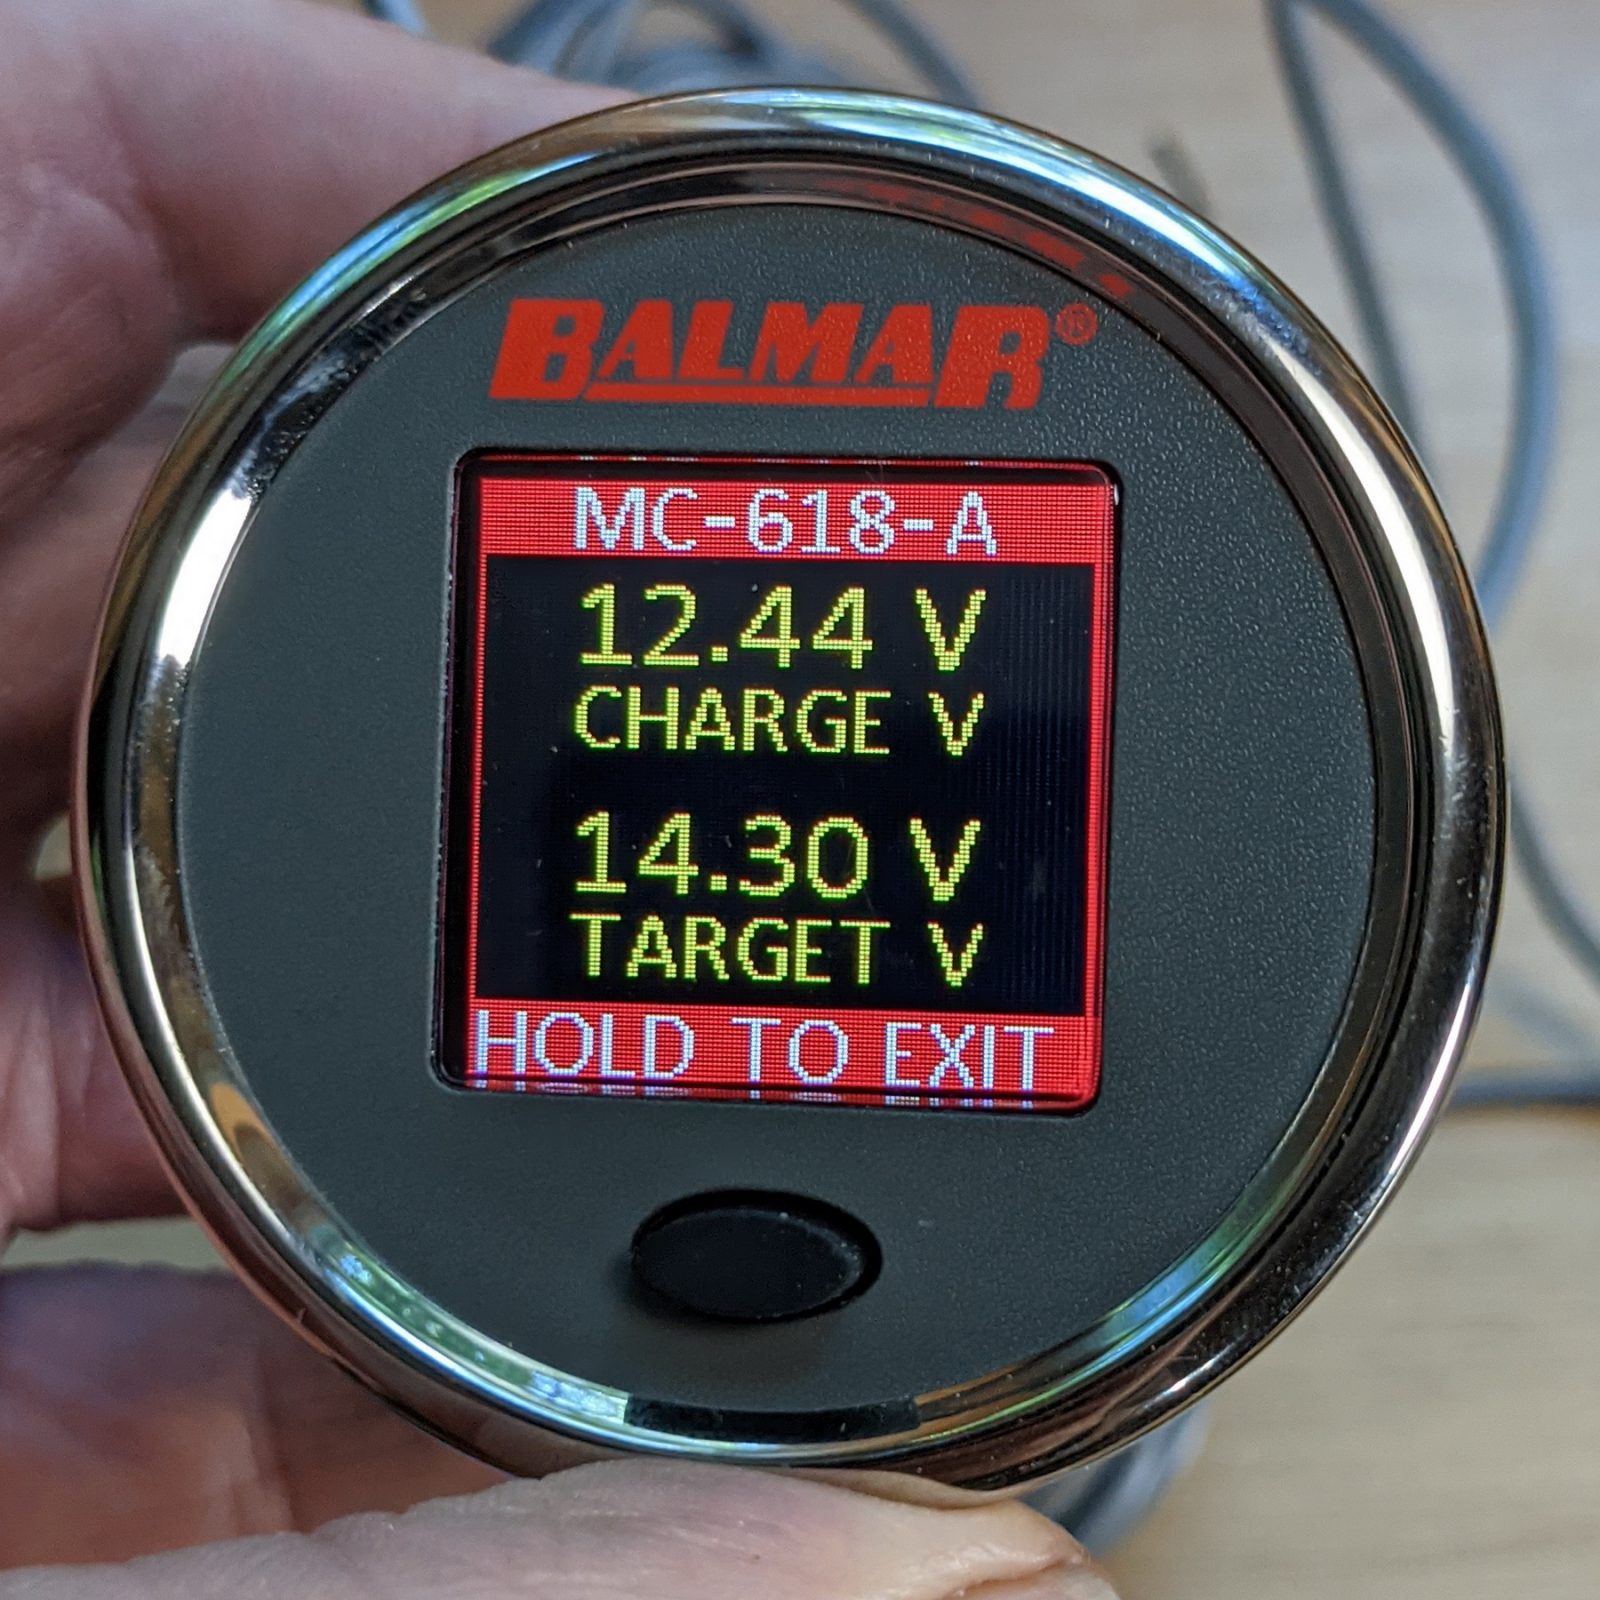 BALMAR®
MC-618-A
12.44 V
CHARGE V
14.30 V
TARGET V
HOLD TO EXIT